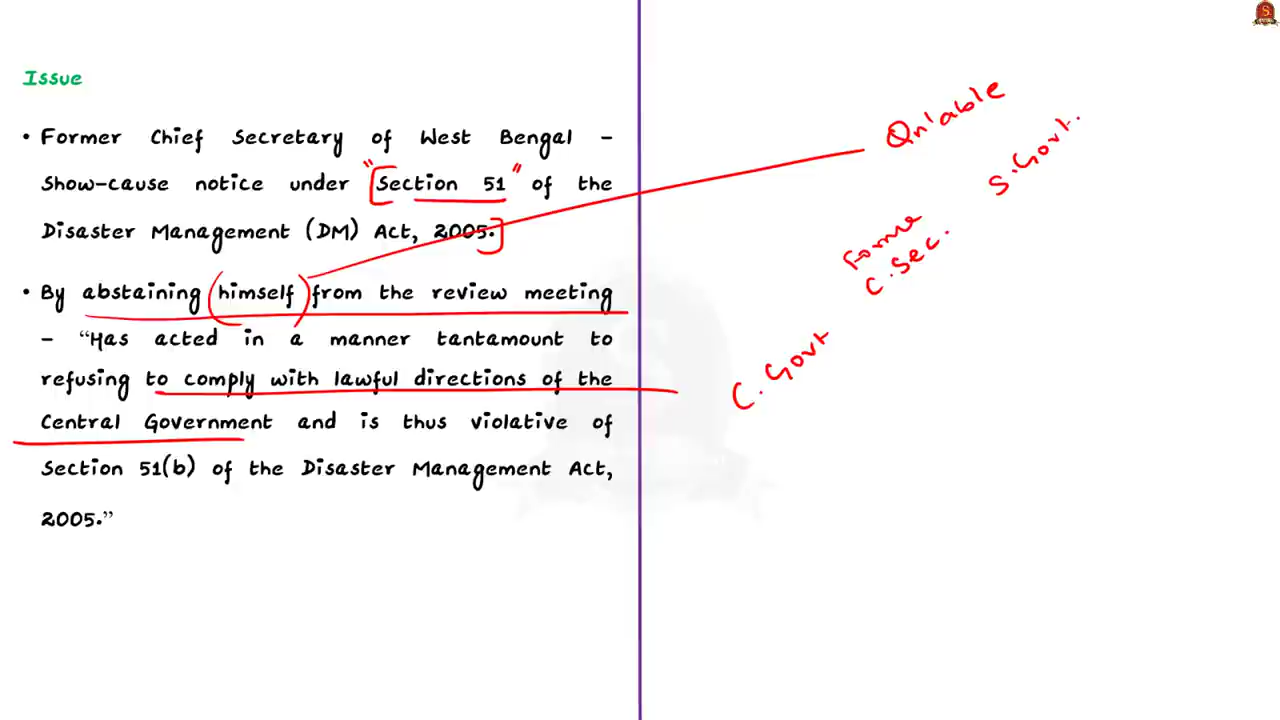 Issue
• Former Chief Secretary of West Bengal –
Show-cause notice under "[Section 51" of the
Disaster Management (DM) Act, 2005.]
• By abstaining (himself) from the review meeting
– “Has acted in a manner tantamount to
refusing to comply with lawful directions of the
Central Government and is thus violative of
Section 51(b) of the Disaster Management Act,
2005.”
Qn'able
S. Govt.
Former
C. Sec.
C. Govt